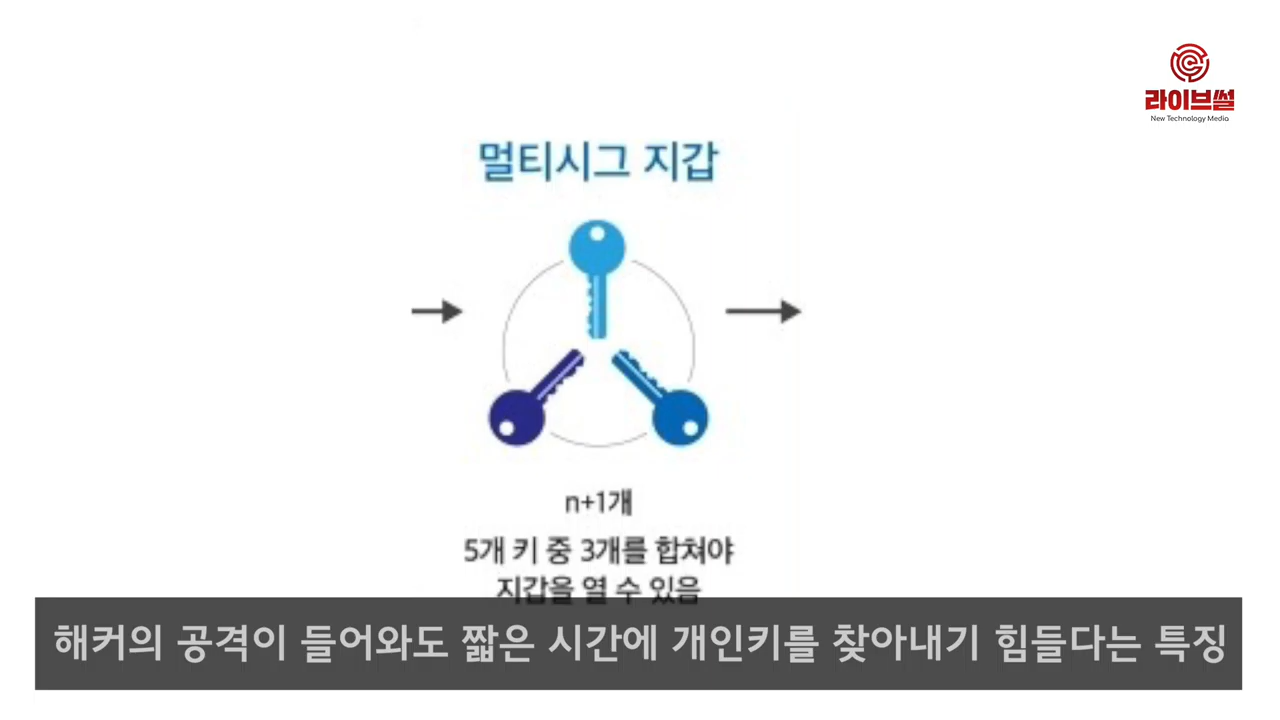 라이브썰
New Technology Media
멀티시그 지갑
n+1개
5개 키 중 3개를 합쳐야
지갑을 열 수 있음
해커의 공격이 들어와도 짧은 시간에 개인키를 찾아내기 힘들다는 특징